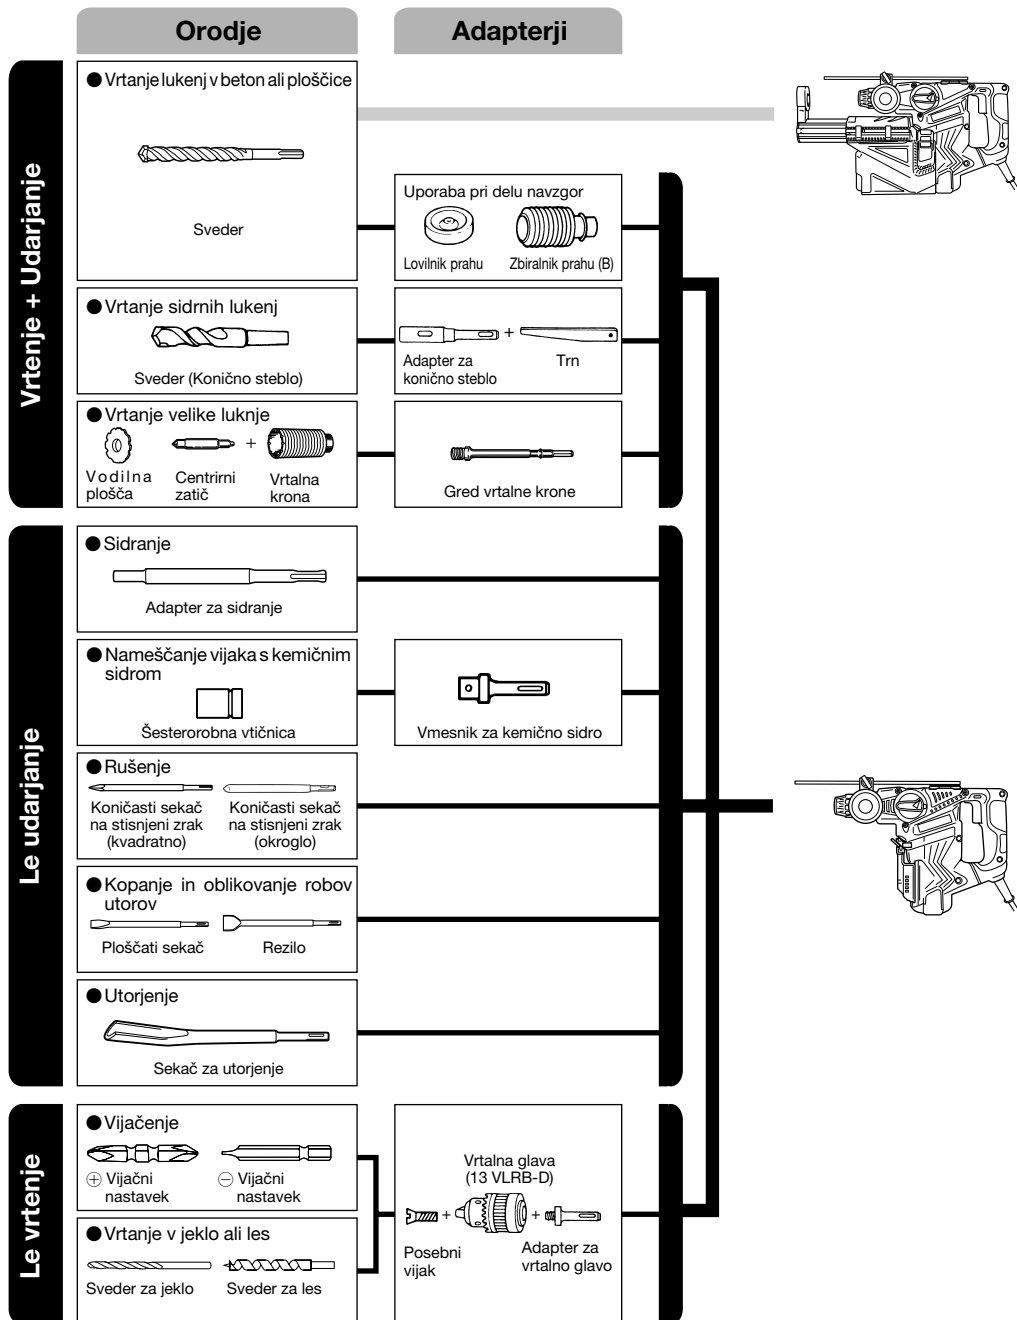 Orodje
Adapterji
Vrtenje + Udarjanje
● Vrtanje lukenj v beton ali ploščice
Sveder
Uporaba pri delu navzgor
Lovilnik prahu
Zbiralnik prahu (B)
● Vrtanje sidrnih lukenj
Sveder (Konično steblo)
+
Adapter za
konično steblo
Trn
● Vrtanje velike luknje
+
Vodilna
plošča
Centrirni
zatič
Vrtalna
krona
Gred vrtalne krone
Le udarjanje
● Sidranje
Adapter za sidranje
● Nameščanje vijaka s kemičnim
sidrom
Šesterorobna vtičnica
Vmesnik za kemično sidro
● Rušenje
Koničasti sekač
na stisnjeni zrak
(kvadratno)
Koničasti sekač
na stisnjeni zrak
(okroglo)
● Kopanje in oblikovanje robov
utorov
Ploščati sekač
Rezilo
● Utorjenje
Sekač za utorjenje
Le vrtenje
● Vijačenje
⊕ Vijačni
nastavek
⊖ Vijačni
nastavek
● Vrtanje v jeklo ali les
Sveder za jeklo
Sveder za les
Vrtalna glava
(13 VLRB-D)
+
+
Posebni
vijak
Adapter za
vrtalno glavo